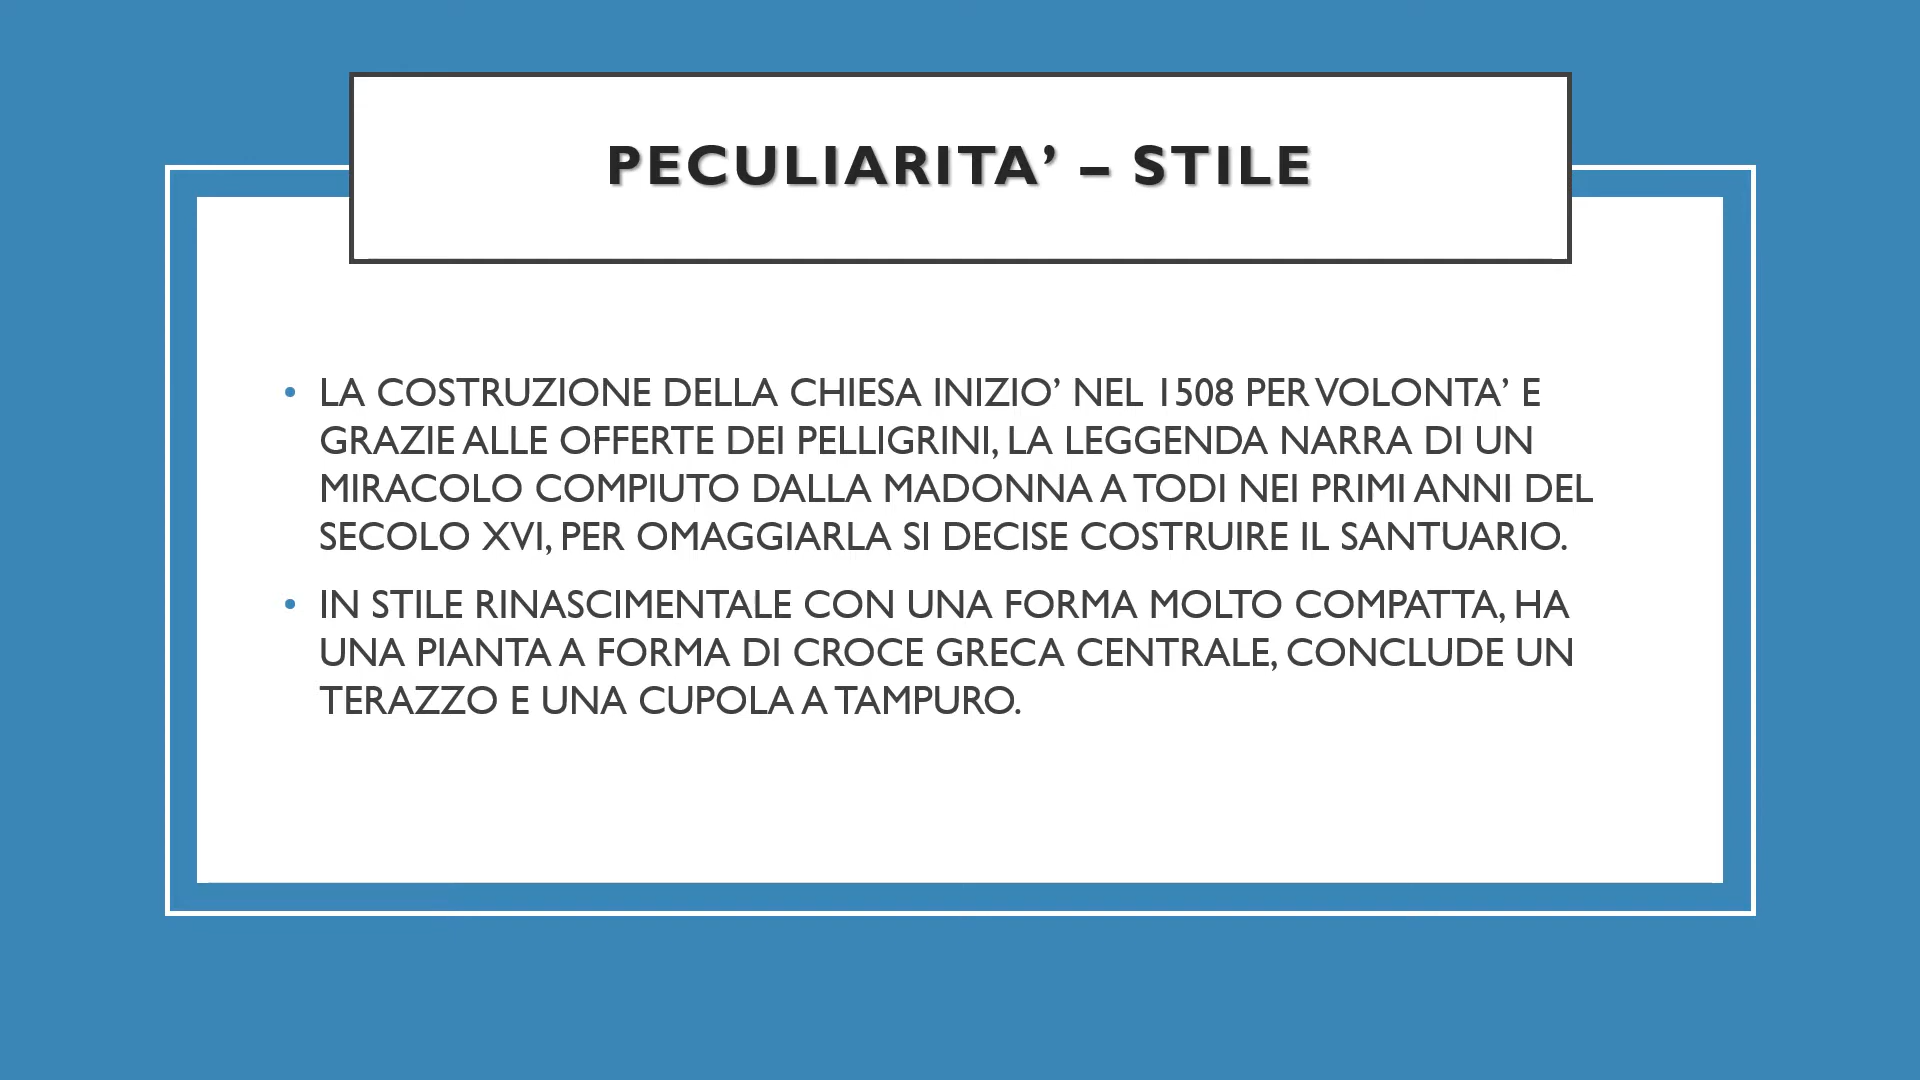 PECULIARITA’ – STILE
• LA COSTRUZIONE DELLA CHIESA INIZIO’ NEL 1508 PER VOLONTA’ E
GRAZIE ALLE OFFERTE DEI PELLIGRINI, LA LEGGENDA NARRA DI UN
MIRACOLO COMPIUTO DALLA MADONNA A TODI NEI PRIMI ANNI DEL
SECOLO XVI, PER OMAGGIARLA SI DECISE COSTRUIRE IL SANTUARIO.
• IN STILE RINASCIMENTALE CON UNA FORMA MOLTO COMPATTA, HA
UNA PIANTA A FORMA DI CROCE GRECA CENTRALE, CONCLUDE UN
TERAZZO E UNA CUPOLA A TAMPURO.